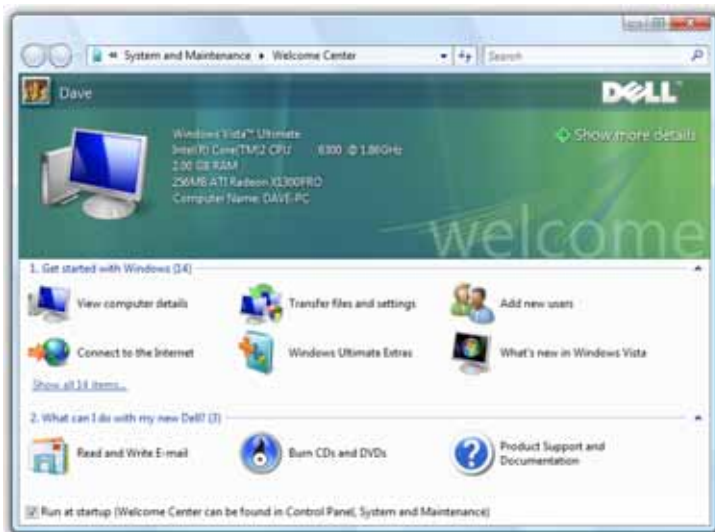 « System and Maintenance ▸ Welcome Center
Search
Dave
DELL
Windows Vista™ Ultimate
Intel(R) Core(TM)2 CPU 6300 @ 1.86GHz
2.00 GB RAM
256MB ATI Radeon X1300PRO
Computer Name: DAVE-PC
Show more details
welcome
1. Get started with Windows (14)
View computer details
Transfer files and settings
Add new users
Connect to the Internet
Windows Ultimate Extras
What's new in Windows Vista
Show all 14 items...
2. What can I do with my new Dell? (3)
Read and Write E-mail
Burn CDs and DVDs
Product Support and
Documentation
Run at startup (Welcome Center can be found in Control Panel, System and Maintenance)